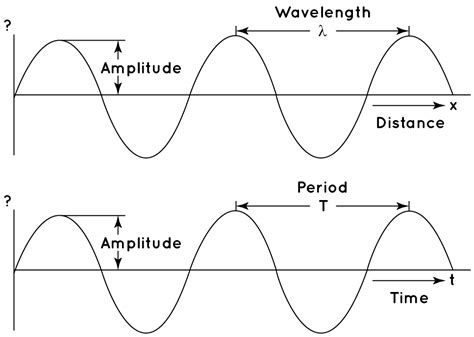 Wavelength
?
λ
Amplitude
x
Distance
Period
?
T
Amplitude
t
Time